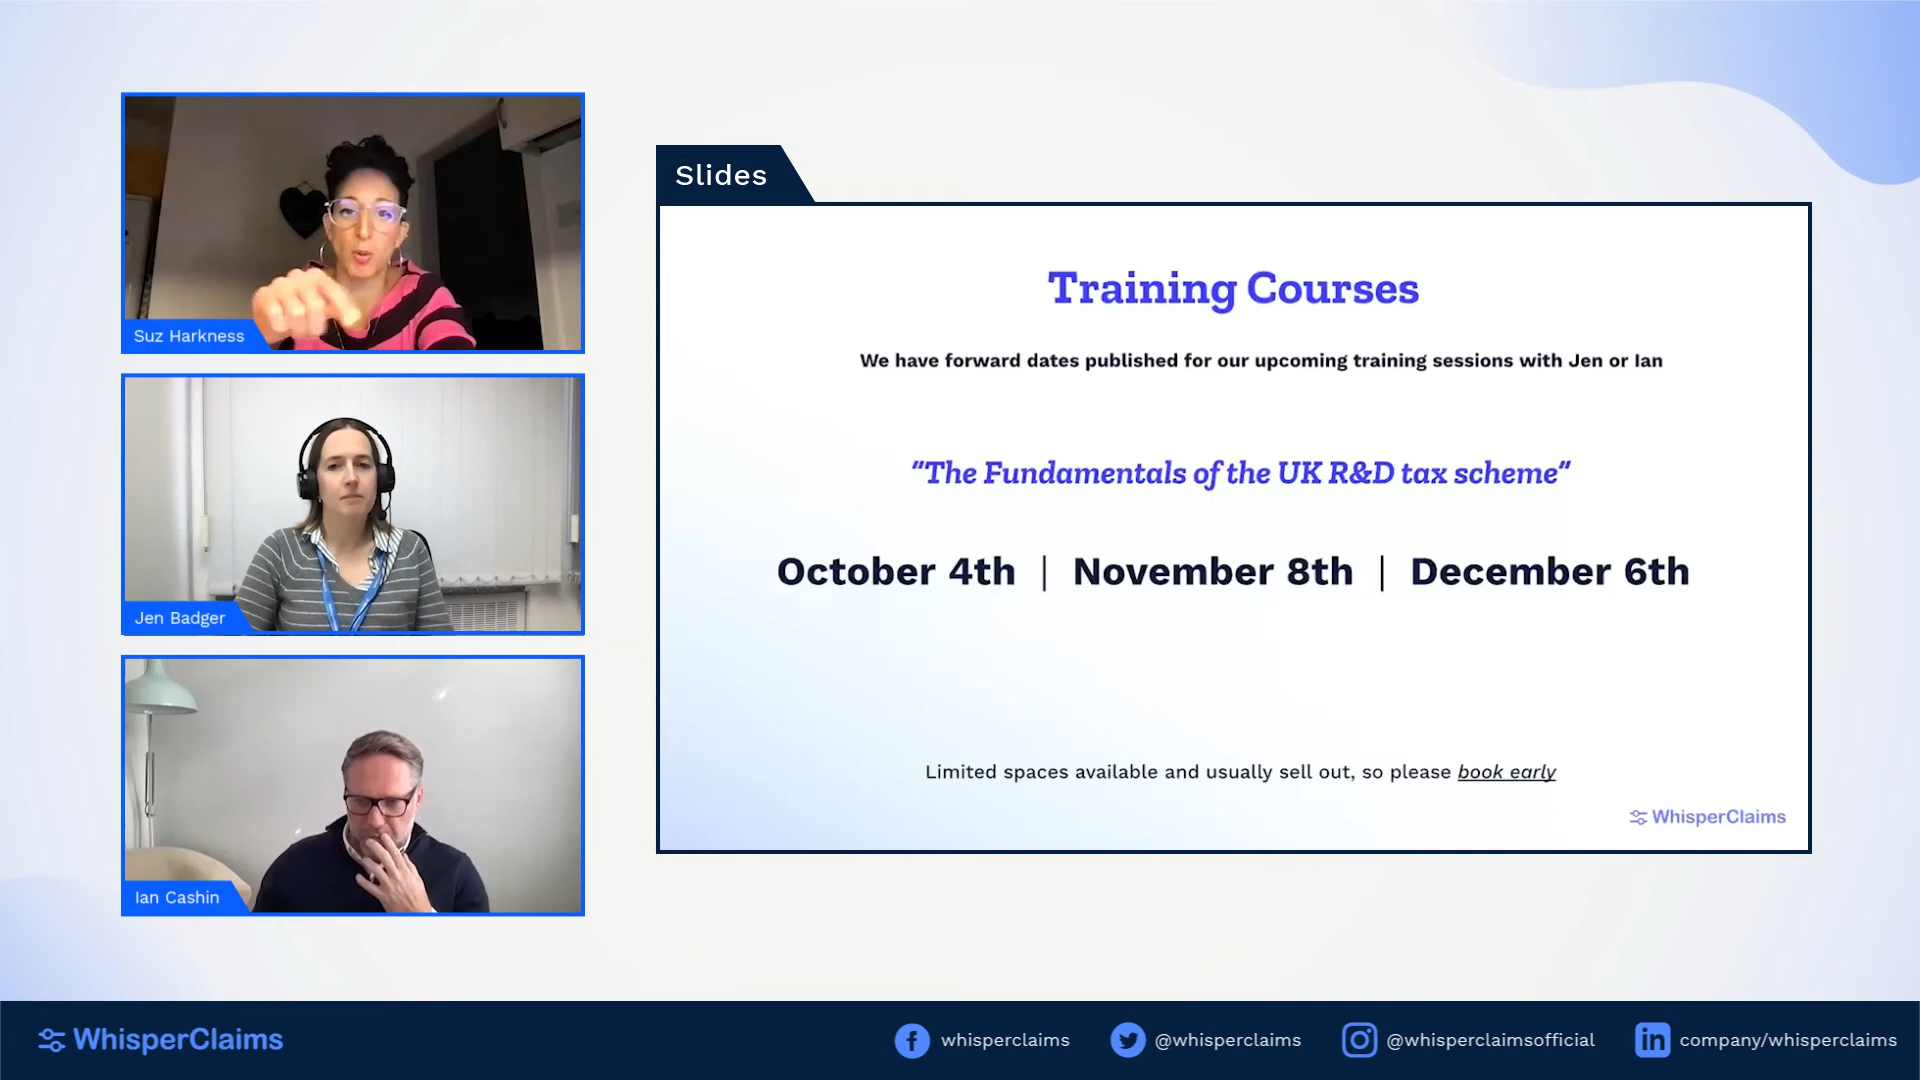 Suz Harkness
Jen Badger
Ian Cashin
Slides
Training Courses
We have forward dates published for our upcoming training sessions with Jen or Ian
"The Fundamentals of the UK R&D tax scheme"
October 4th | November 8th | December 6th
Limited spaces available and usually sell out, so please book early
WhisperClaims
WhisperClaims
whisperclaims
@whisperclaims
@whisperclaimsofficial
company/whisperclaims